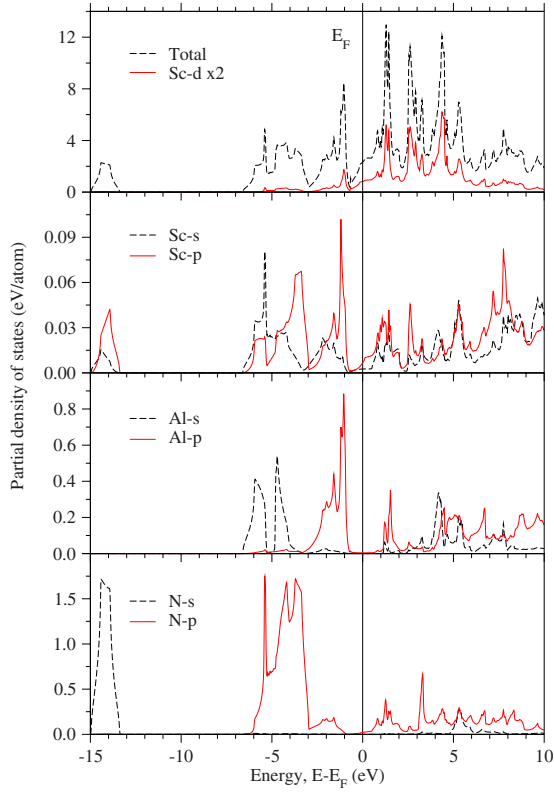 12
8
4
0
E_F
Total
Sc-d x2
0.09
0.06
0.03
0.00
Sc-s
Sc-p
0.8
0.6
0.4
0.2
0.0
Al-s
Al-p
1.5
1.0
0.5
0.0
N-s
N-p
Partial density of states (eV/atom)
-15 -10 -5 0 5 10
Energy, E-E_F (eV)